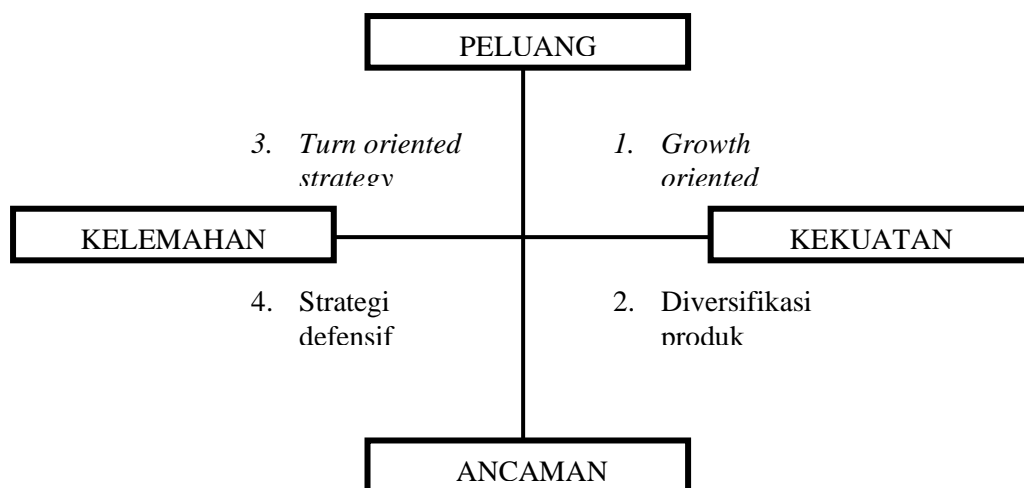 PELUANG
3. Turn oriented
strategy
1. Growth
oriented
KELEMAHAN
KEKUATAN
4. Strategi
defensif
2. Diversifikasi
produk
ANCAMAN